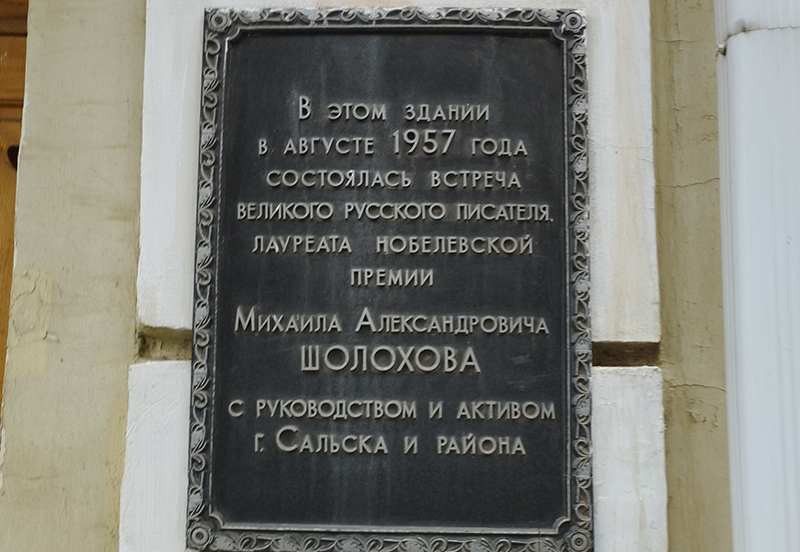 В этом здании
в августе 1957 года
состоялась встреча
великого русского писателя,
лауреата нобелевской
премии
Михаила Александровича
ШОЛОХОВА
с руководством и активом
г. Сальска и района